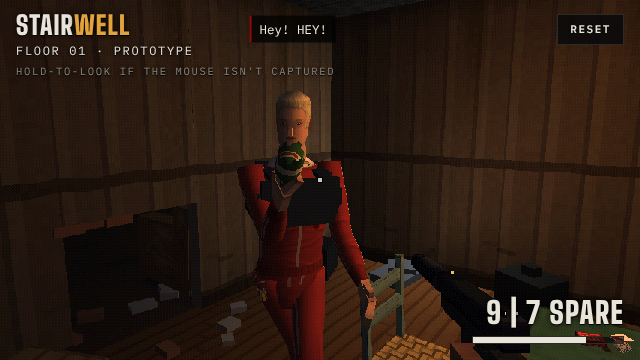 STAIRWELL
FLOOR 01 · PROTOTYPE
HOLD-TO-LOOK IF THE MOUSE ISN'T CAPTURED
Hey! HEY!
RESET
9 | 7 SPARE